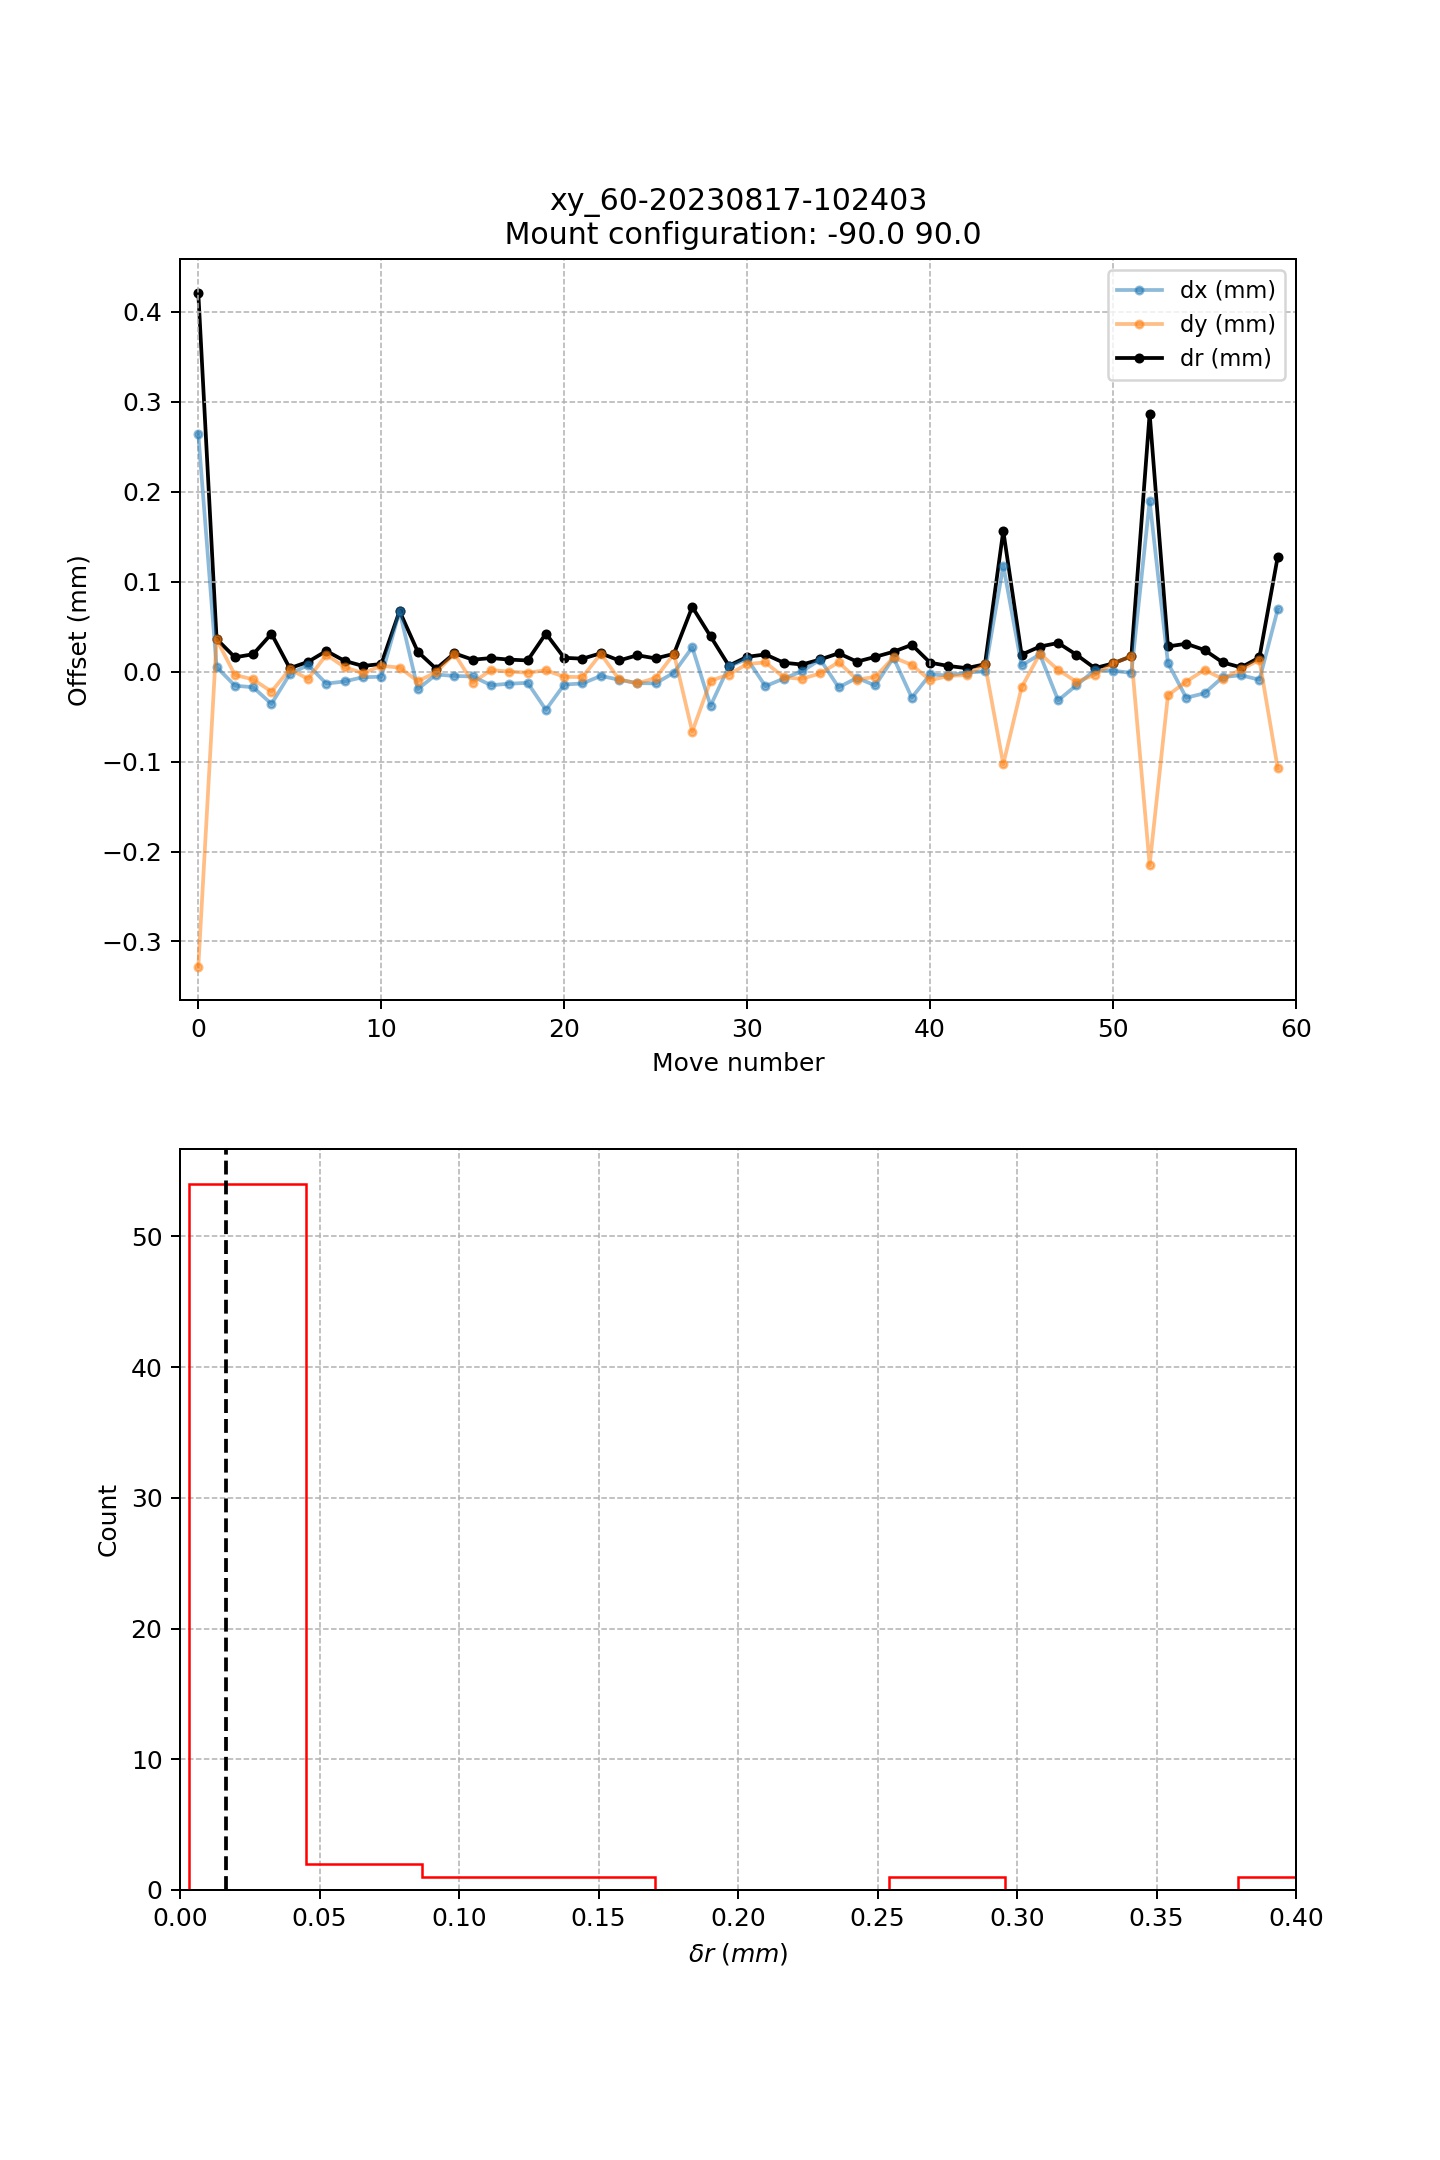 xy_60-20230817-102403
Mount configuration: -90.0 90.0
dx (mm)
dy (mm)
dr (mm)
0.4
0.3
0.2
0.1
0.0
−0.1
−0.2
−0.3
Offset (mm)
0 10 20 30 40 50 60
Move number
50
40
30
20
10
0
Count
0.00 0.05 0.10 0.15 0.20 0.25 0.30 0.35 0.40
δr (mm)